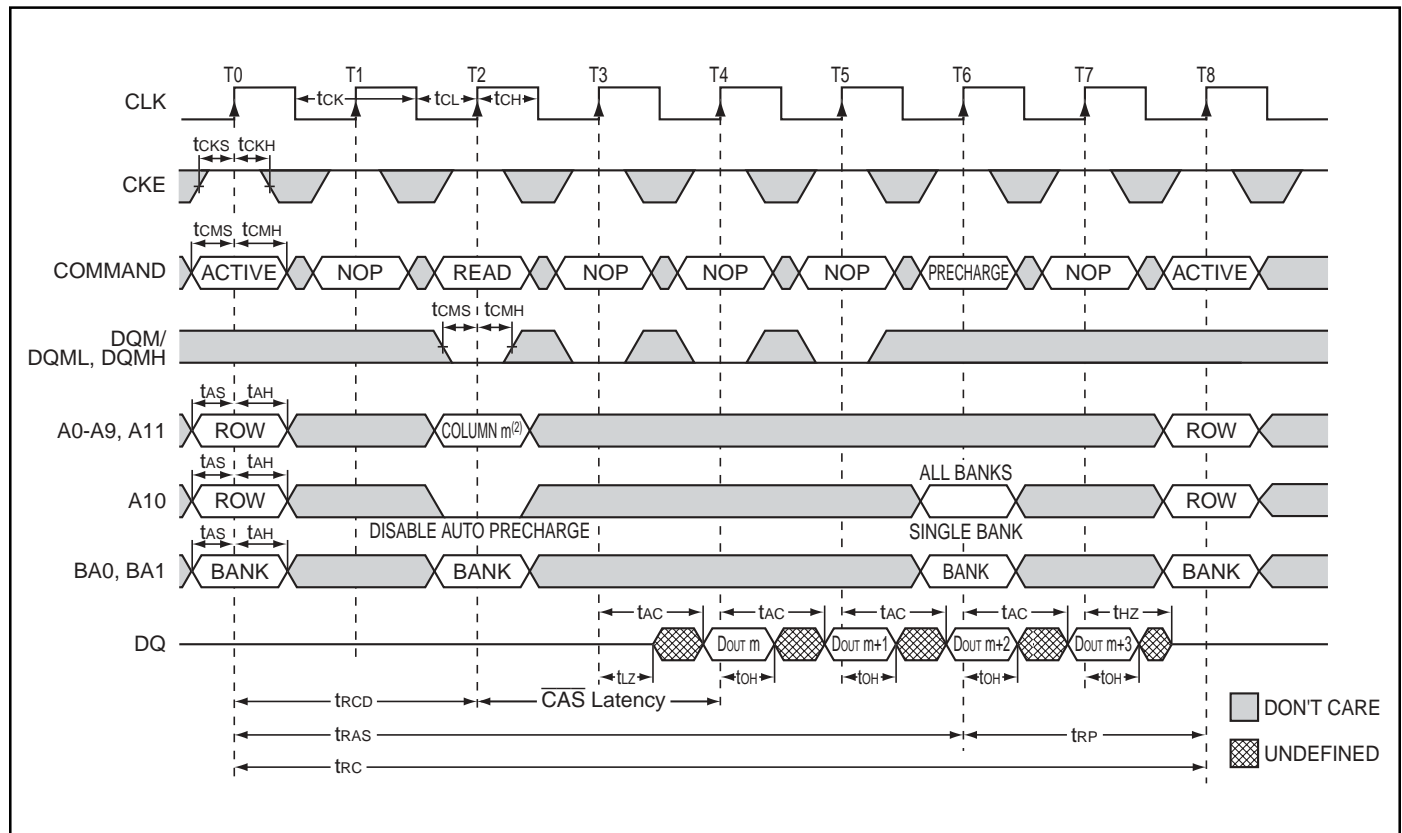 T0 T1 T2 T3 T4 T5 T6 T7 T8
CLK
tCK tCL tCH
tCKS tCKH
CKE
tCMS tCMH
COMMAND ACTIVE NOP READ NOP NOP NOP PRECHARGE NOP ACTIVE
tCMS tCMH
DQM/
DQML, DQMH
tAS tAH
A0-A9, A11 ROW COLUMN m(2) ROW
tAS tAH ALL BANKS
A10 ROW ROW
DISABLE AUTO PRECHARGE SINGLE BANK
tAS tAH
BA0, BA1 BANK BANK BANK BANK
tAC tAC tAC tAC tHZ
DQ DOUT m DOUT m+1 DOUT m+2 DOUT m+3
tLZ tOH tOH tOH tOH
tRCD CAS Latency
DON'T CARE
tRAS tRP
UNDEFINED
tRC